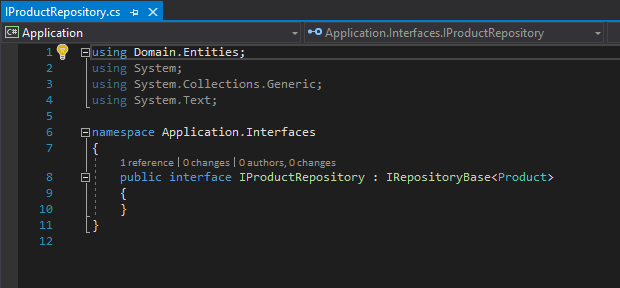 IProductRepository.cs
C# Application Application.Interfaces.IProductRepository
1 using Domain.Entities;
2 using System;
3 using System.Collections.Generic;
4 using System.Text;
5
6 namespace Application.Interfaces
7 {
1 reference | 0 changes | 0 authors, 0 changes
8 public interface IProductRepository : IRepositoryBase<Product>
9 {
10 }
11 }
12